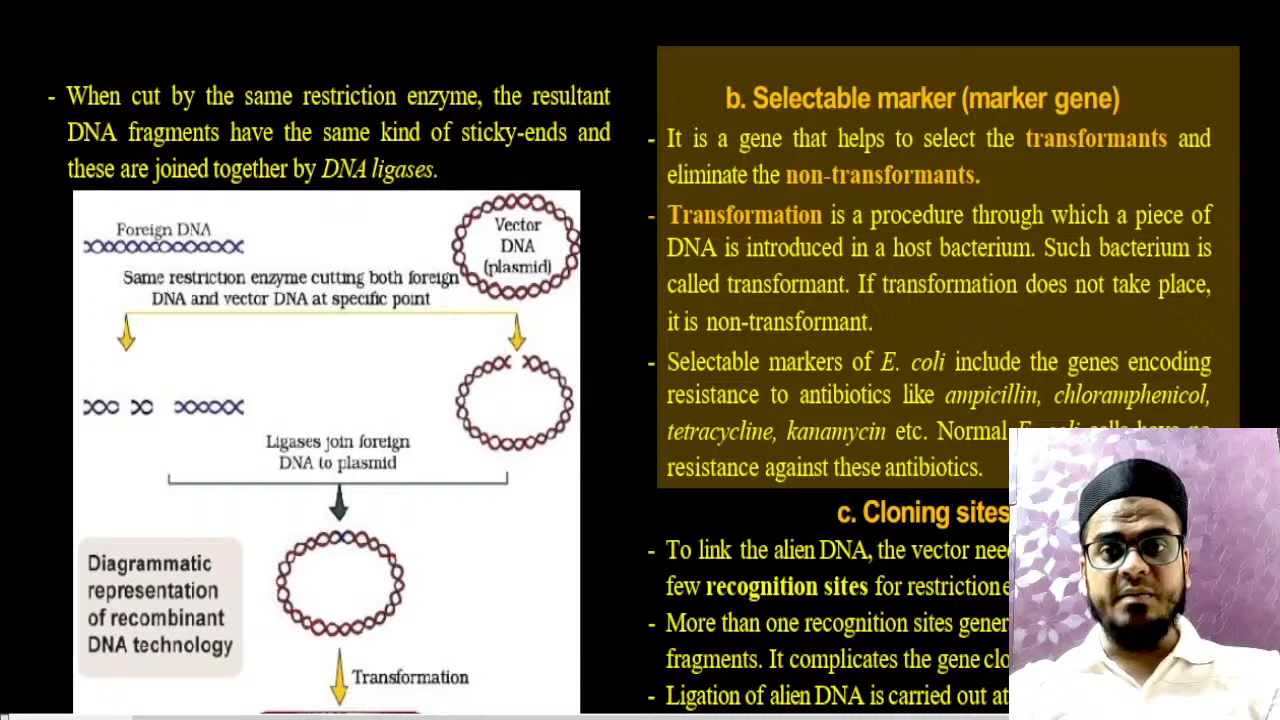 - When cut by the same restriction enzyme, the resultant
DNA fragments have the same kind of sticky-ends and
these are joined together by DNA ligases.
Foreign DNA
Vector
DNA
(plasmid)
Same restriction enzyme cutting both foreign
DNA and vector DNA at specific point
Ligases join foreign
DNA to plasmid
Diagrammatic
representation
of recombinant
DNA technology
Transformation
b. Selectable marker (marker gene)
- It is a gene that helps to select the transformants and
eliminate the non-transformants.
- Transformation is a procedure through which a piece of
DNA is introduced in a host bacterium. Such bacterium is
called transformant. If transformation does not take place,
it is non-transformant.
- Selectable markers of E. coli include the genes encoding
resistance to antibiotics like ampicillin, chloramphenicol,
tetracycline, kanamycin etc. Normal
resistance against these antibiotics.
c. Cloning sites
- To link the alien DNA, the vector
few recognition sites for restriction
- More than one recognition sites
fragments. It complicates the gene
- Ligation of alien DNA is carried out at